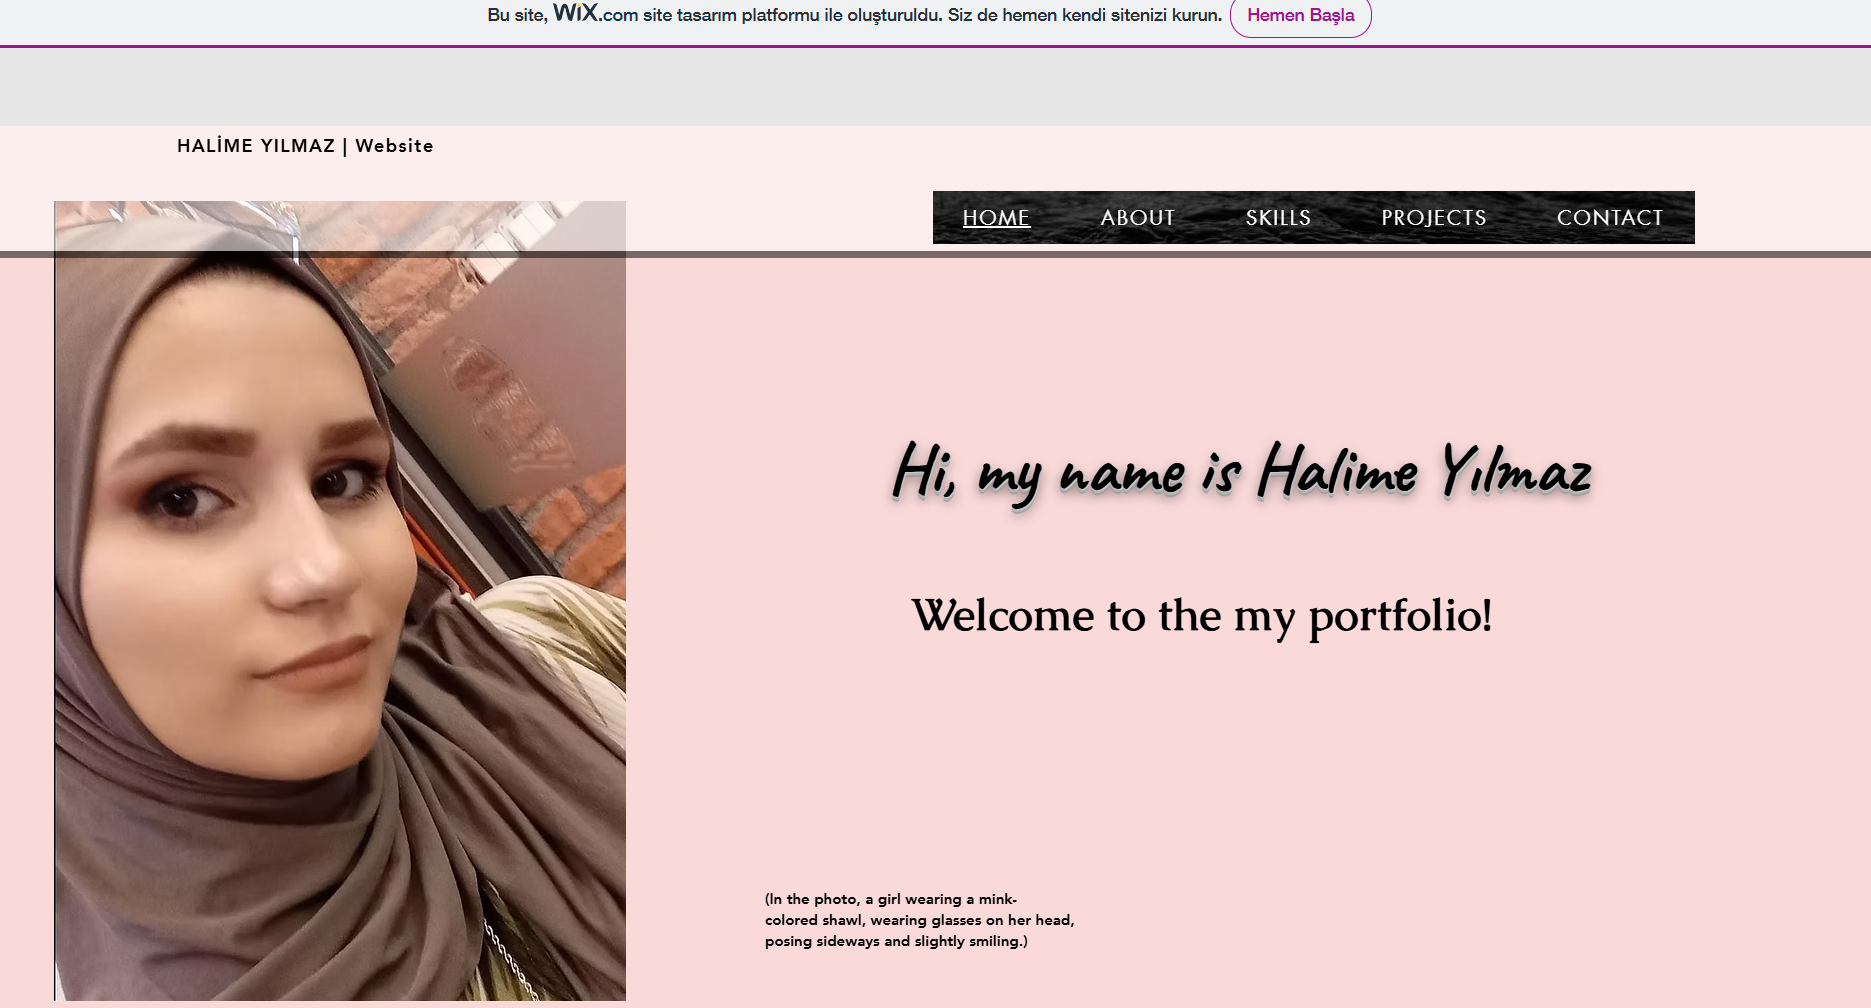 Bu site, WiX.com site tasarım platformu ile oluşturuldu. Siz de hemen kendi sitenizi kurun. Hemen Başla
HALİME YILMAZ | Website
HOME ABOUT SKILLS PROJECTS CONTACT
Hi, my name is Halime Yılmaz
Welcome to the my portfolio!
(In the photo, a girl wearing a mink-
colored shawl, wearing glasses on her head,
posing sideways and slightly smiling.)